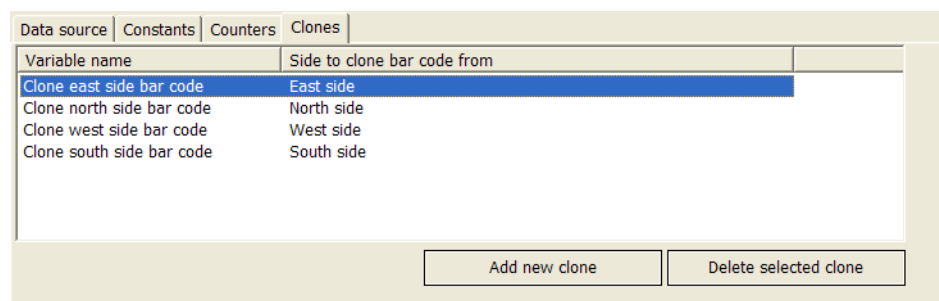 Data source Constants Counters Clones
Variable name Side to clone bar code from
Clone east side bar code East side
Clone north side bar code North side
Clone west side bar code West side
Clone south side bar code South side
Add new clone Delete selected clone